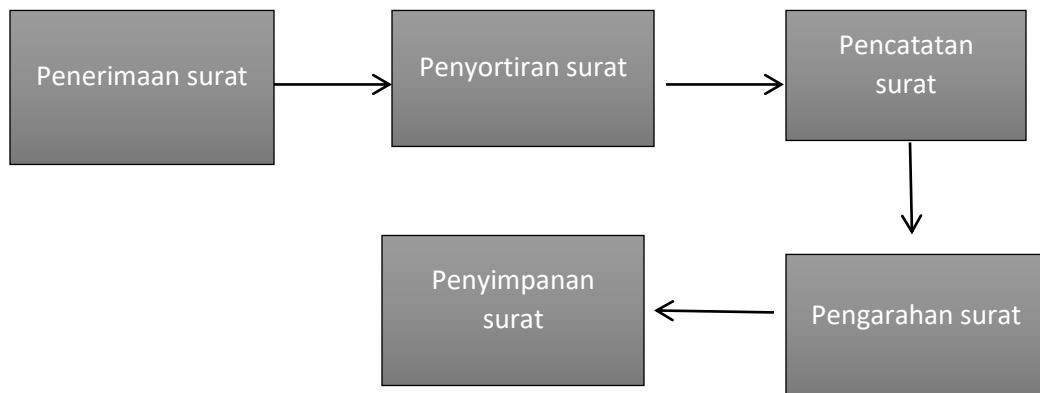 Penerimaan surat
Penyortiran surat
Pencatatan
surat
Pengarahan surat
Penyimpanan
surat